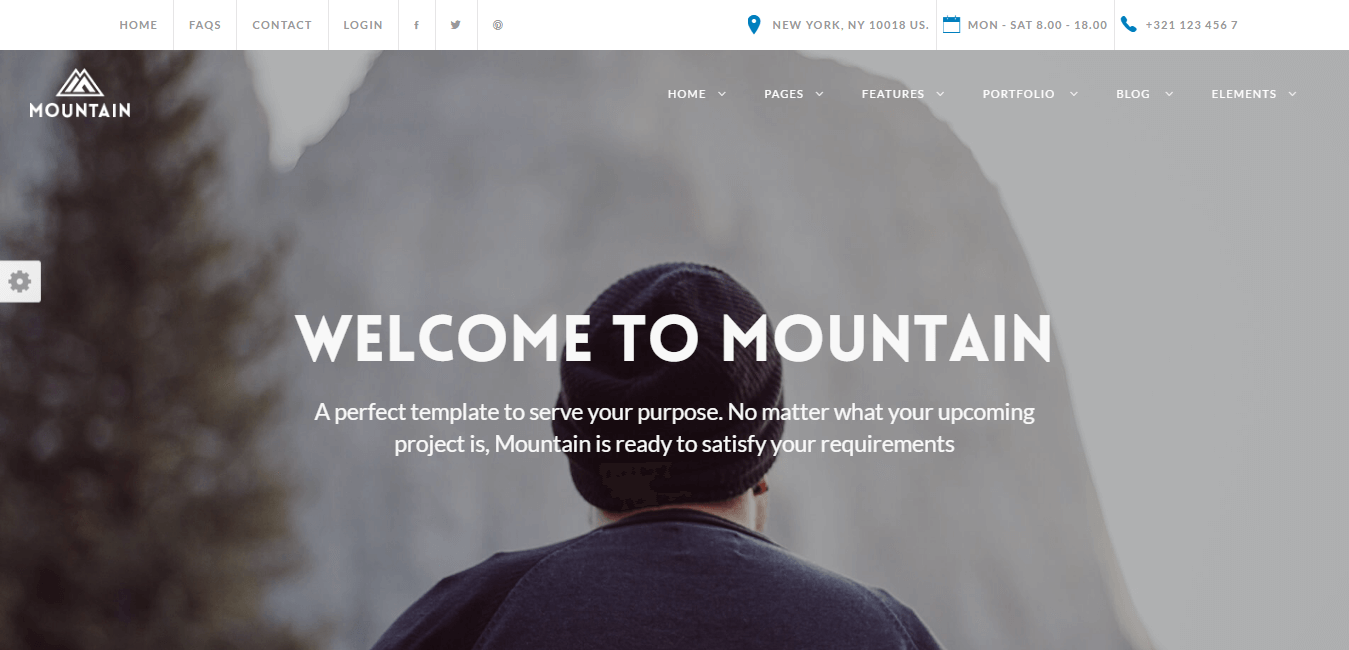 HOME FAQS CONTACT LOGIN NEW YORK, NY 10018 US. MON - SAT 8.00 - 18.00 +321 123 456 7
MOUNTAIN
HOME PAGES FEATURES PORTFOLIO BLOG ELEMENTS
WELCOME TO MOUNTAIN
A perfect template to serve your purpose. No matter what your upcoming
project is, Mountain is ready to satisfy your requirements